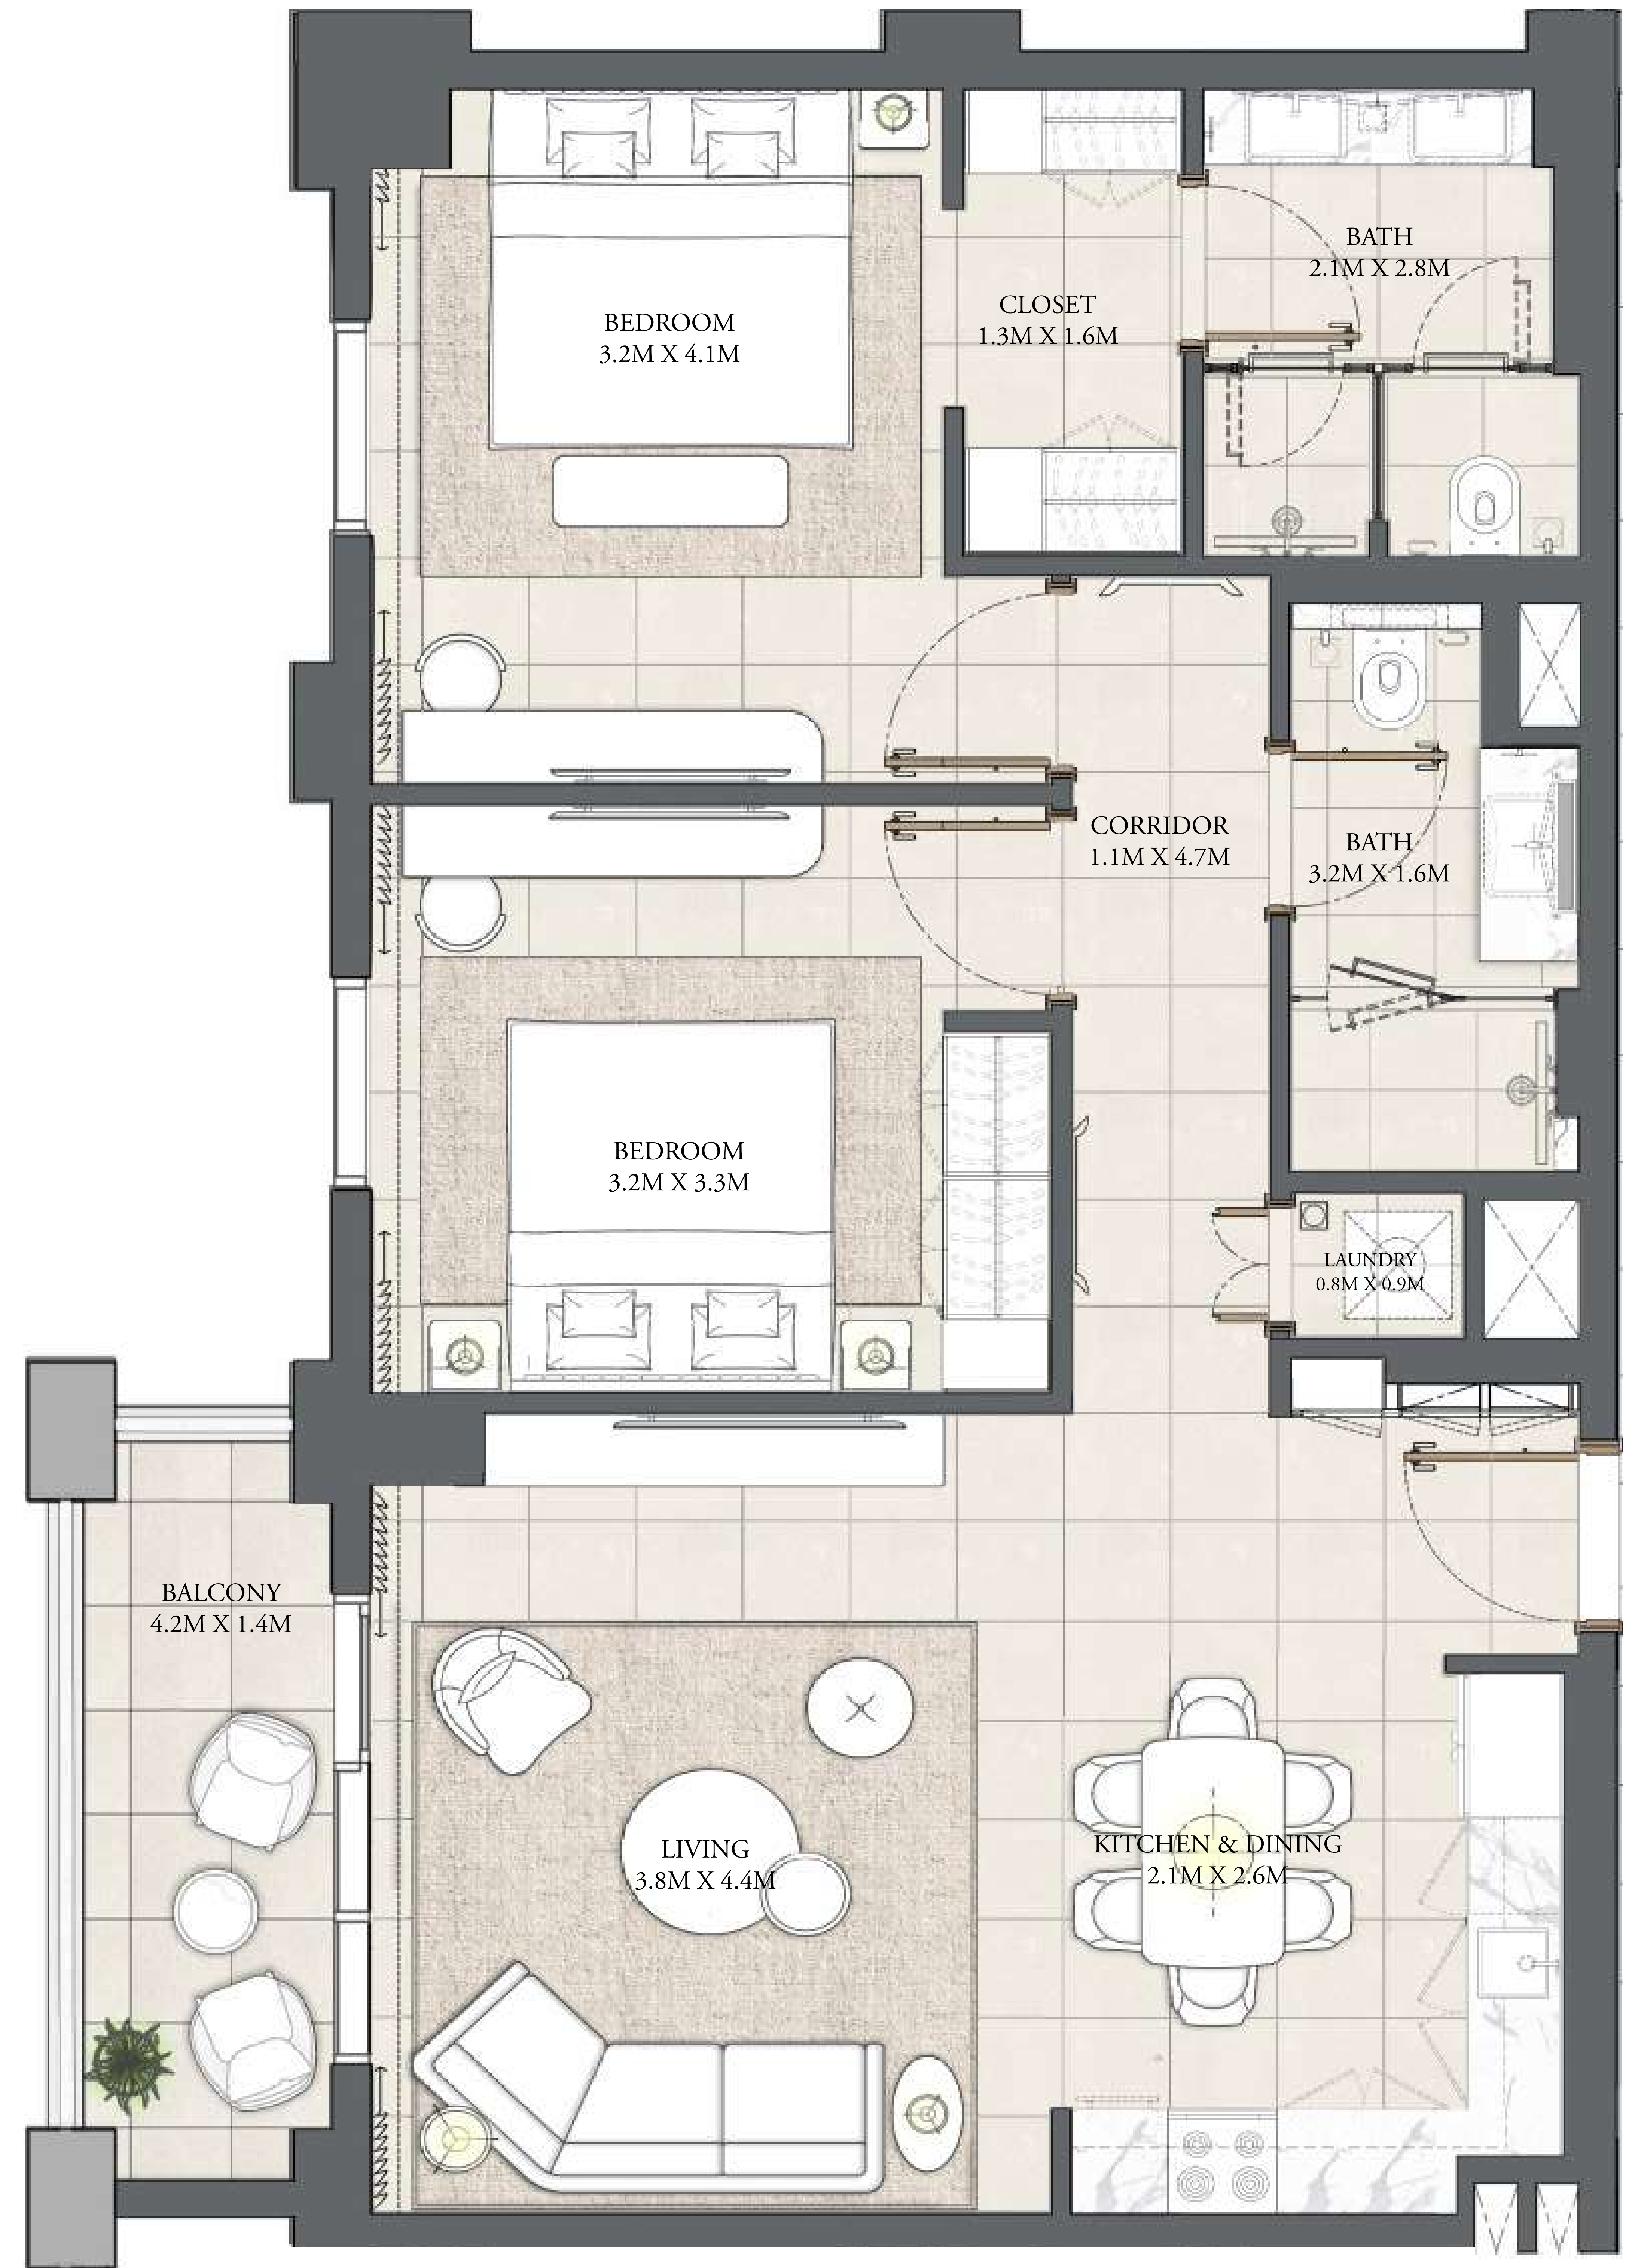 BATH
2.1M X 2.8M
CLOSET
1.3M X 1.6M
BEDROOM
3.2M X 4.1M
CORRIDOR
1.1M X 4.7M
BATH
3.2M X 1.6M
BEDROOM
3.2M X 3.3M
LAUNDRY
0.8M X 0.9M
BALCONY
4.2M X 1.4M
LIVING
3.8M X 4.4M
KITCHEN & DINING
2.1M X 2.6M